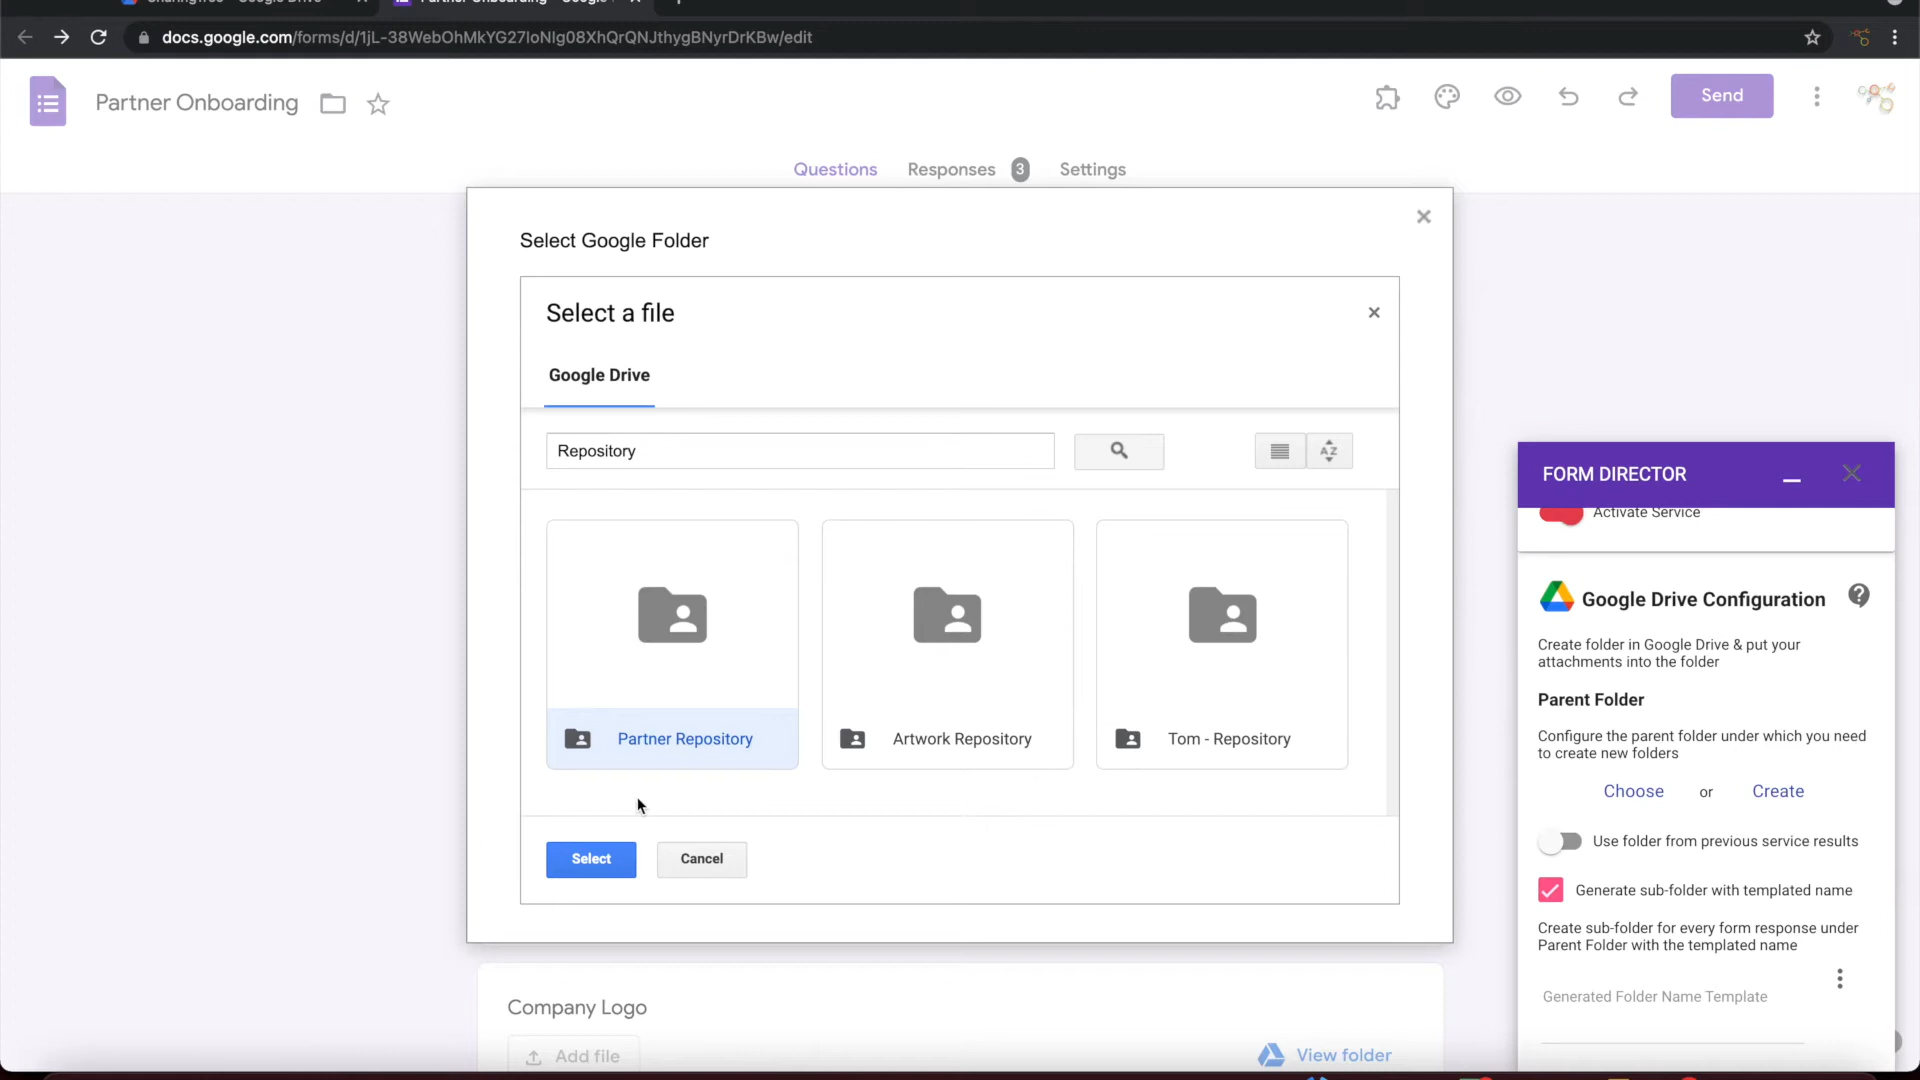 docs.google.com/forms/d/1jL-38WebOhMkYG27IoNIg08XhQrQNJthygBNyrDrKBw/edit
Partner Onboarding
Send
Questions
Responses 3
Settings
Select Google Folder
Select a file
Google Drive
Repository
AZ
Partner Repository
Artwork Repository
Tom - Repository
Select
Cancel
Company Logo
Add file
View folder
FORM DIRECTOR
Activate Service
Google Drive Configuration
Create folder in Google Drive & put your
attachments into the folder
Parent Folder
Configure the parent folder under which you need
to create new folders
Choose or Create
Use folder from previous service results
Generate sub-folder with templated name
Create sub-folder for every form response under
Parent Folder with the templated name
Generated Folder Name Template